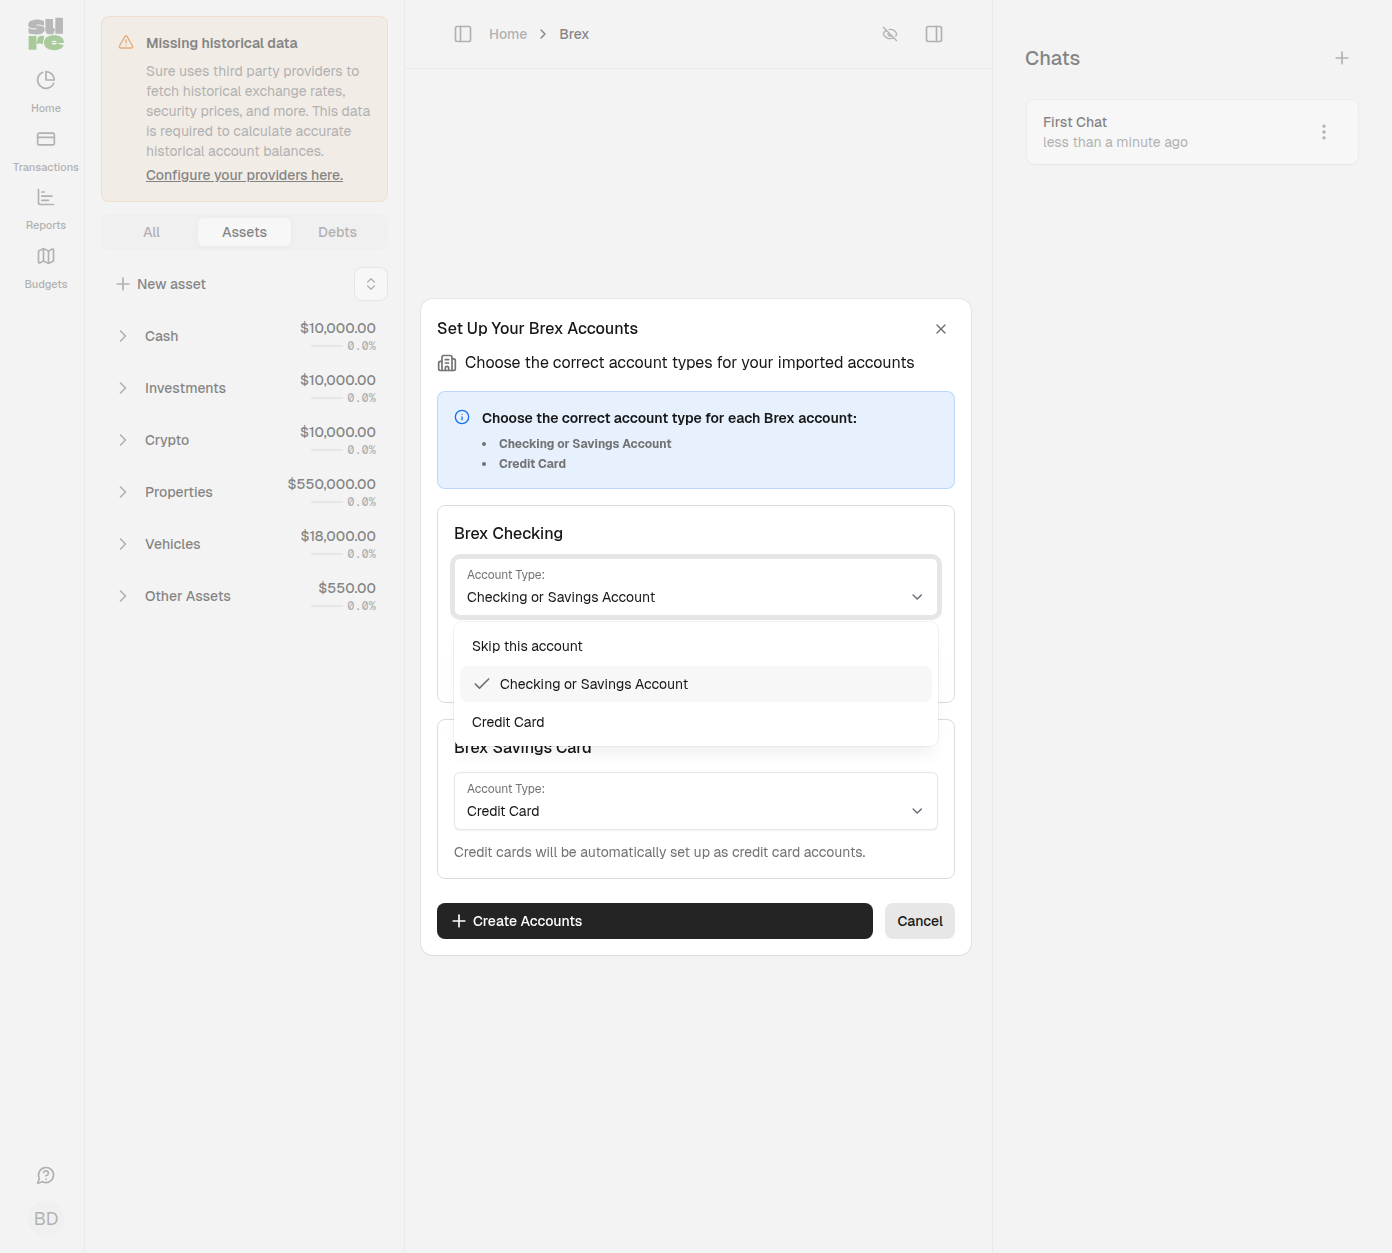 sure
Home
Transactions
Reports
Budgets
BD
Missing historical data
Sure uses third party providers to
fetch historical exchange rates,
security prices, and more. This data
is required to calculate accurate
historical account balances.
Configure your providers here.
All
Assets
Debts
New asset
Cash
$10,000.00
0.0%
Investments
$10,000.00
0.0%
Crypto
$10,000.00
0.0%
Properties
$550,000.00
0.0%
Vehicles
$18,000.00
0.0%
Other Assets
$550.00
0.0%
Home
Brex
Set Up Your Brex Accounts
Choose the correct account types for your imported accounts
Choose the correct account type for each Brex account:
• Checking or Savings Account
• Credit Card
Brex Checking
Account Type:
Checking or Savings Account
Skip this account
Checking or Savings Account
Credit Card
Brex Savings Card
Account Type:
Credit Card
Credit cards will be automatically set up as credit card accounts.
Create Accounts
Cancel
Chats
First Chat
less than a minute ago